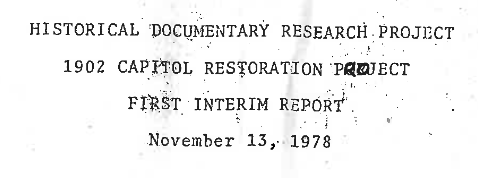 HISTORICAL DOCUMENTARY RESEARCH PROJECT
1902 CAPITOL RESTORATION PROJECT
FIRST INTERIM REPORT
November 13, 1978